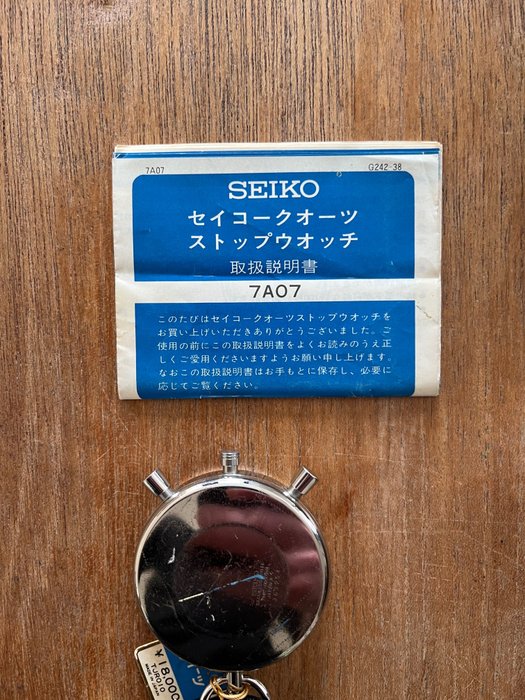 7A07 G242-38
SEIKO
セイコークオーツ
ストップウオッチ
取扱説明書
7A07
このたびはセイコークオーツストップウオッチを
お買い上げいただきありがとうございました。ご
使用の前にこの取扱説明書をよくお読みのうえ正
しくご愛用くださいますようお願い申し上げます。
なおこの取扱説明書はお手もとに保存し、必要に
応じてご覧ください。
¥18,000
TJR010
MADE IN JAPAN